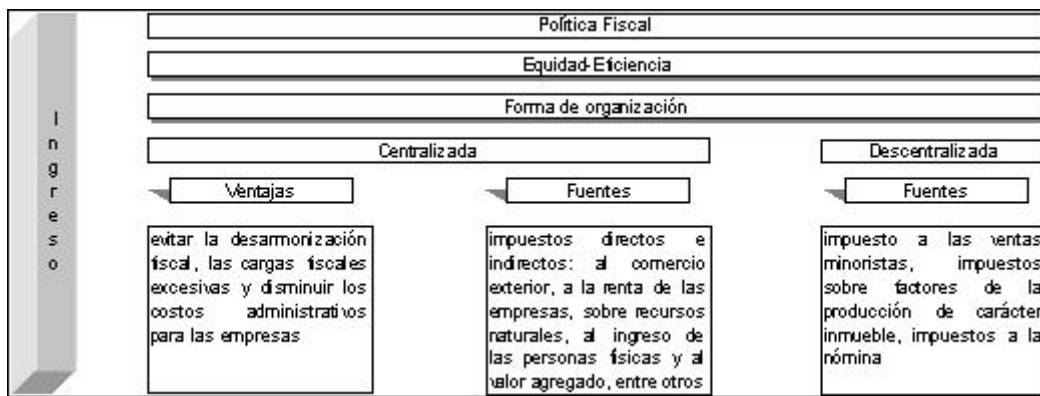 Política Fiscal
Equidad-Eficiencia
Forma de organización
Ingreso
Centralizada
Descentralizada
Ventajas
Fuentes
Fuentes
evitar la desarmonización
fiscal, las cargas fiscales
excesivas y disminuir los
costos administrativos
para las empresas
impuestos directos e
indirectos: al comercio
exterior, a la renta de las
empresas, sobre recursos
naturales, al ingreso de
las personas físicas y al
valor agregado, entre otros
impuesto a las ventas
minoristas, impuestos
sobre factores de la
producción de carácter
inmueble, impuestos a la
nómina